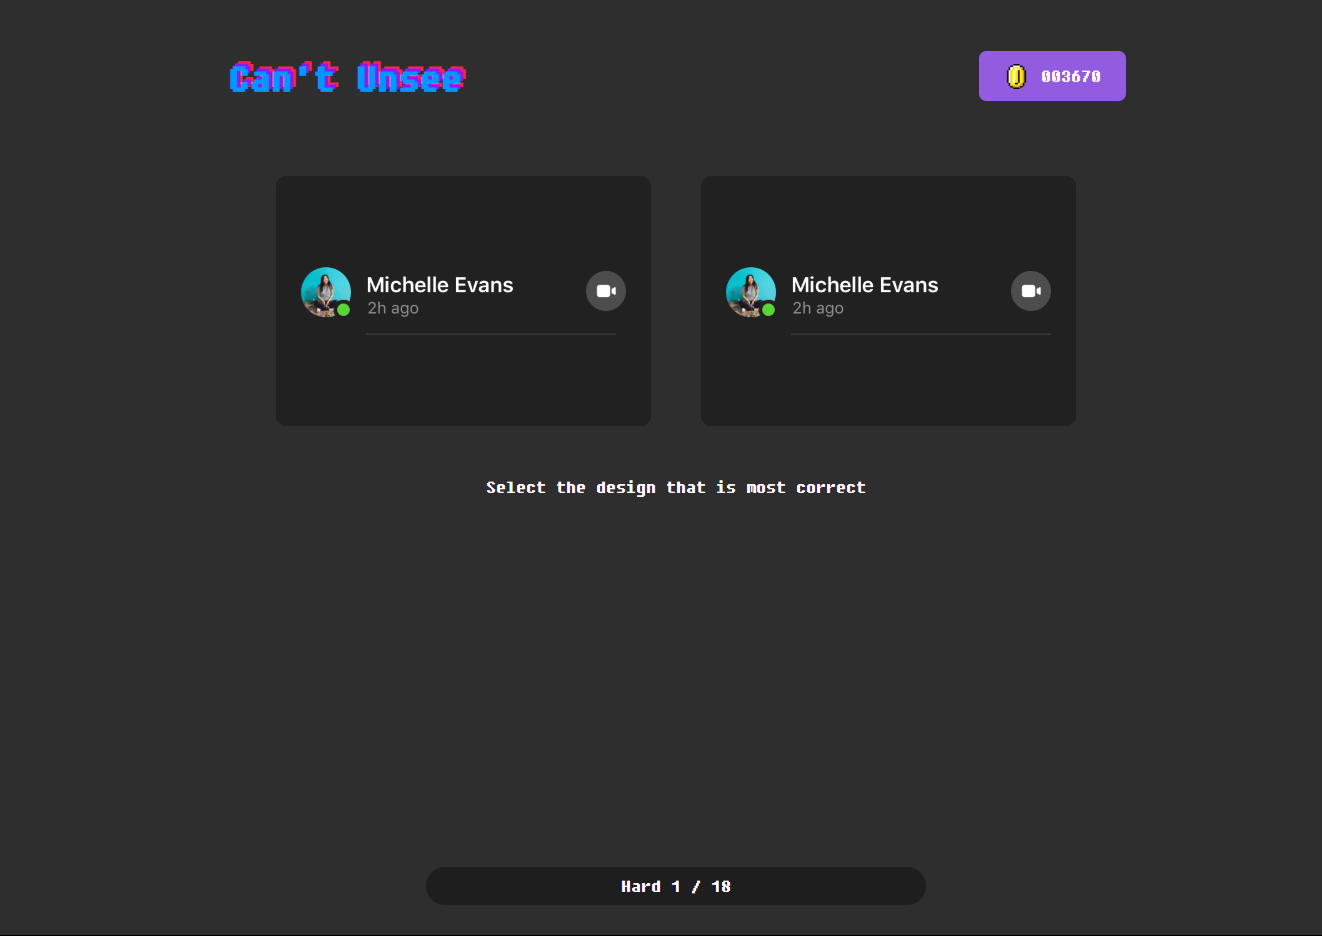 Can't Unsee
003670
Michelle Evans
2h ago
Michelle Evans
2h ago
Select the design that is most correct
Hard 1 / 18